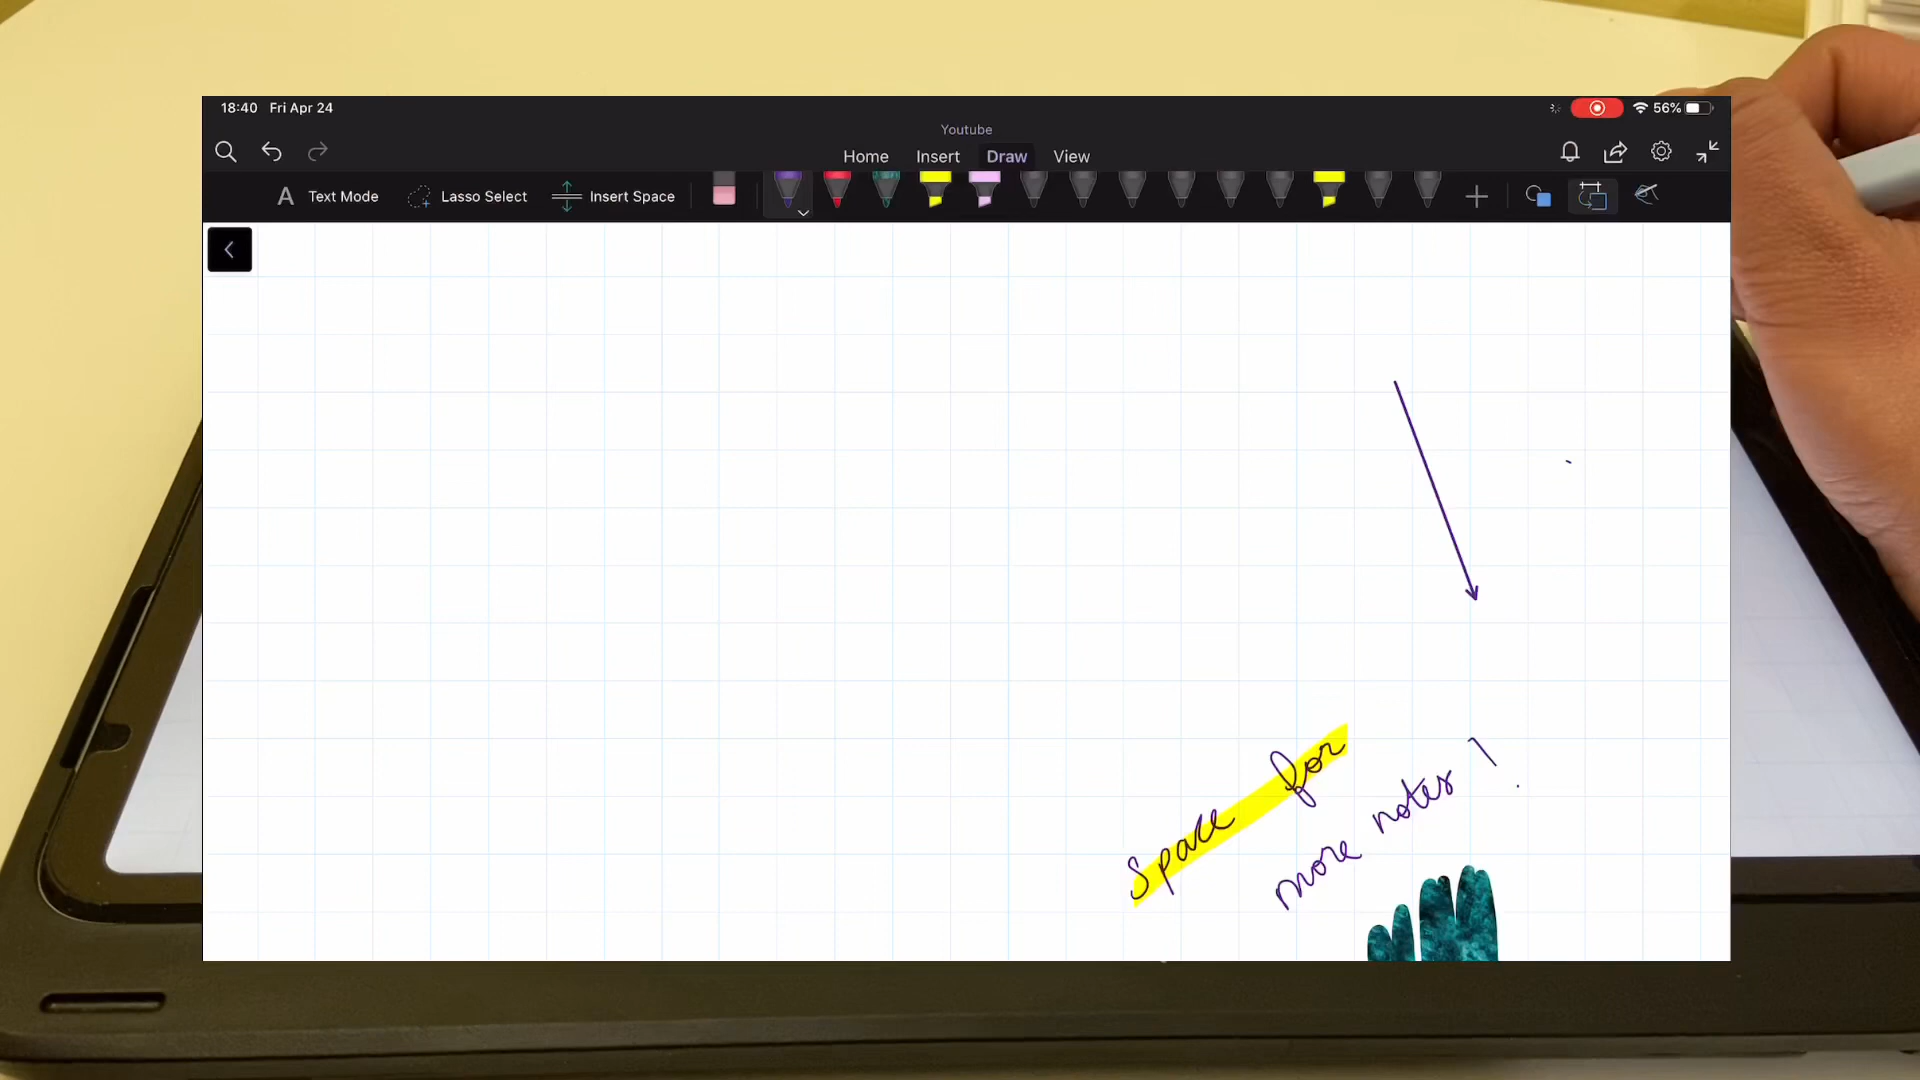 18:40 Fri Apr 24
56%
Youtube
Home Insert Draw View
Text Mode Lasso Select Insert Space
Space for
more notes !